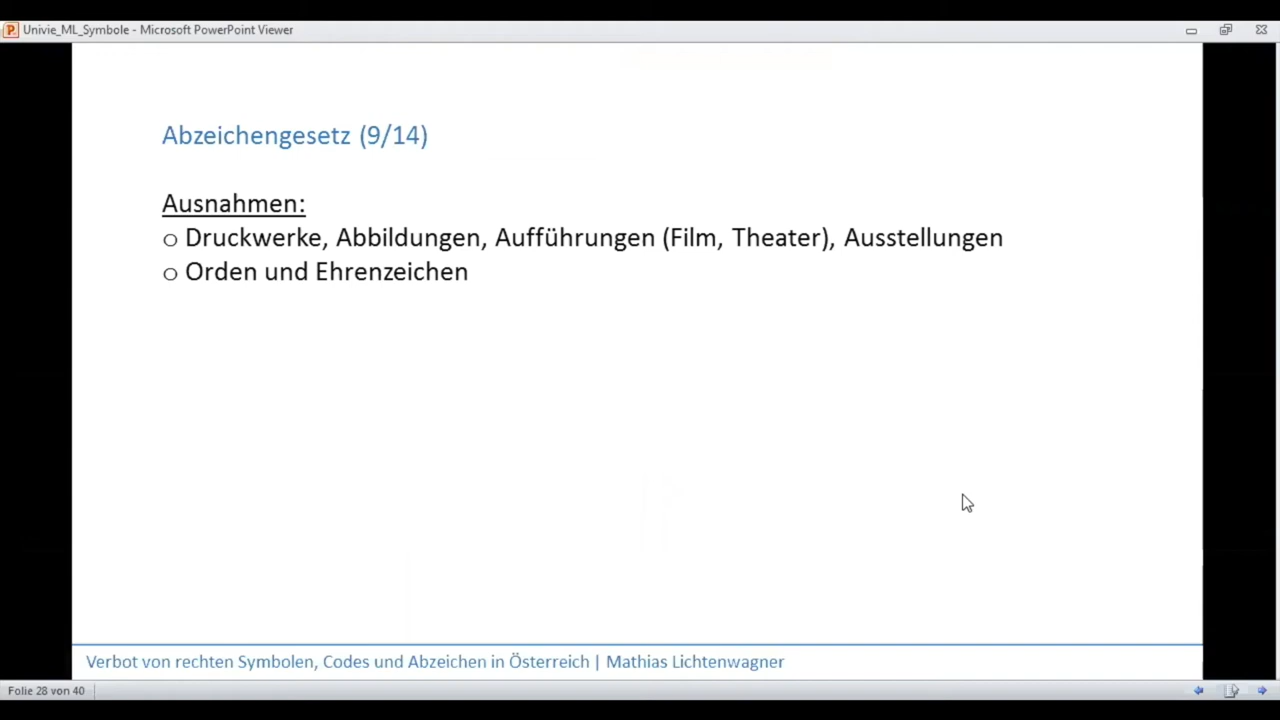 Univie_ML_Symbole - Microsoft PowerPoint Viewer
Abzeichengesetz (9/14)
Ausnahmen:
o Druckwerke, Abbildungen, Aufführungen (Film, Theater), Ausstellungen
o Orden und Ehrenzeichen
Verbot von rechten Symbolen, Codes und Abzeichen in Österreich | Mathias Lichtenwagner
Folie 28 von 40